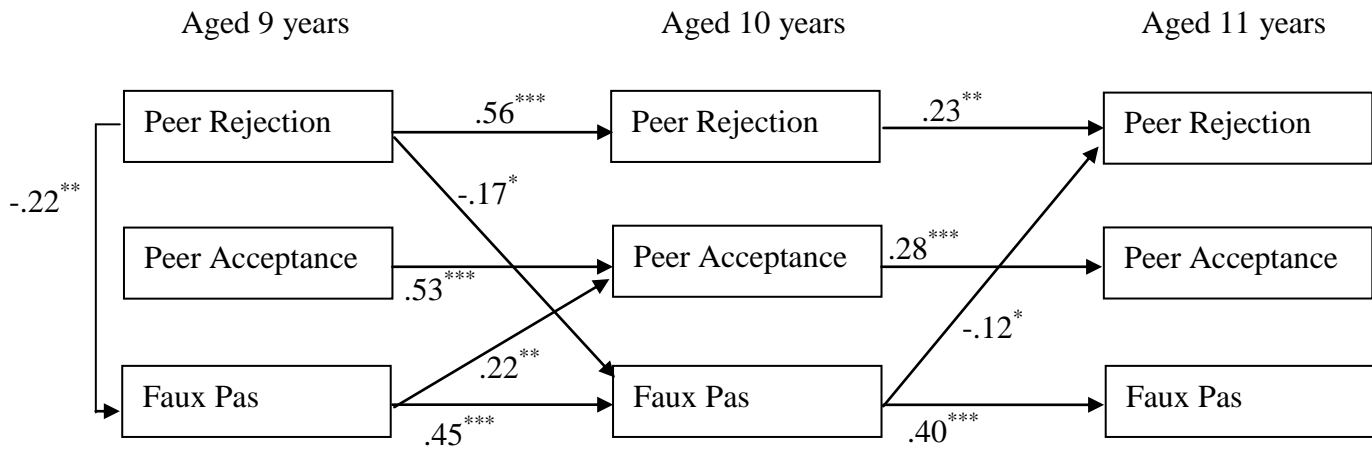 Aged 9 years Aged 10 years Aged 11 years
Peer Rejection .56*** Peer Rejection .23** Peer Rejection
-.22** -.17*
Peer Acceptance .53*** Peer Acceptance .28*** Peer Acceptance
.22** -.12*
Faux Pas .45*** Faux Pas .40*** Faux Pas